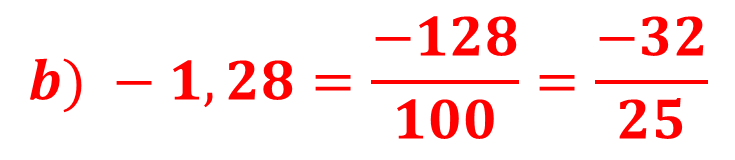 b) − 1,28 = −128/100 = −32/25